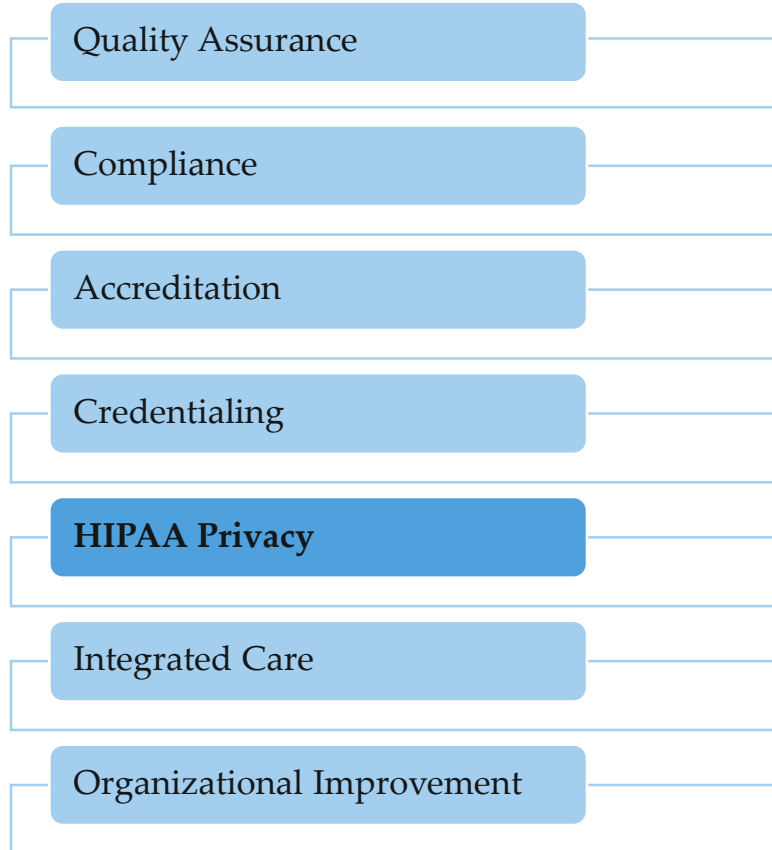 Quality Assurance
Compliance
Accreditation
Credentialing
HIPAA Privacy
Integrated Care
Organizational Improvement